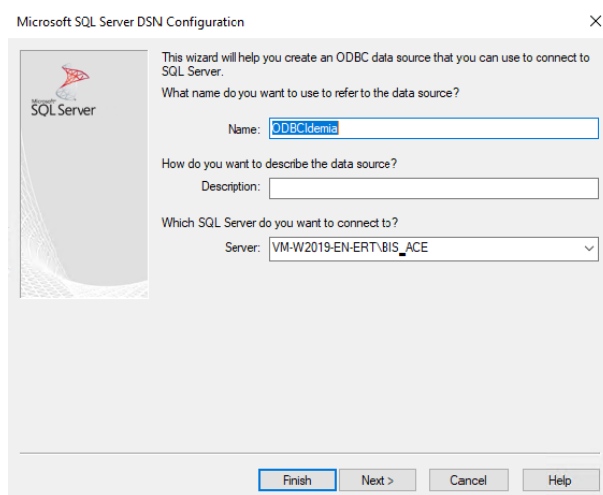 Microsoft SQL Server DSN Configuration
This wizard will help you create an ODBC data source that you can use to connect to
SQL Server.
What name do you want to use to refer to the data source?
Microsoft
SQL Server
Name: ODBCIdemia
How do you want to describe the data source?
Description:
Which SQL Server do you want to connect to?
Server: VM-W2019-EN-ERT\BIS_ACE
Finish Next > Cancel Help